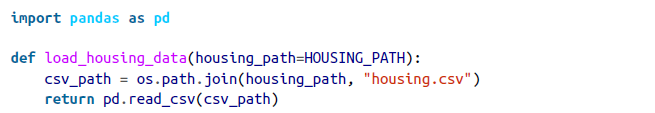 import pandas as pd
def load_housing_data(housing_path=HOUSING_PATH):
    csv_path = os.path.join(housing_path, "housing.csv")
    return pd.read_csv(csv_path)